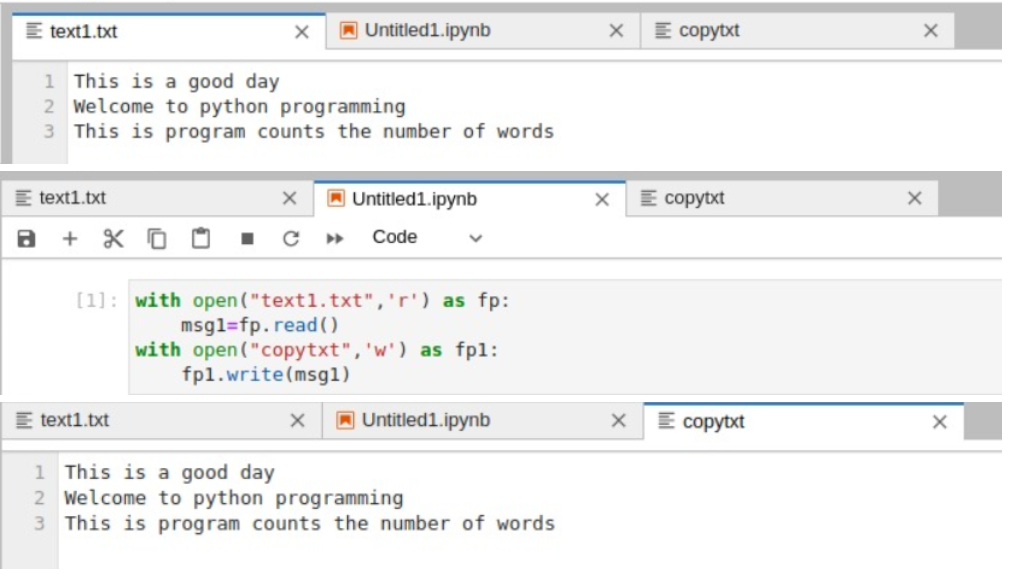 text1.txt Untitled1.ipynb copytxt
1 This is a good day
2 Welcome to python programming
3 This is program counts the number of words
text1.txt Untitled1.ipynb copytxt
Code
[1]: with open("text1.txt",'r') as fp:
    msg1=fp.read()
with open("copytxt",'w') as fp1:
    fp1.write(msg1)
text1.txt Untitled1.ipynb copytxt
1 This is a good day
2 Welcome to python programming
3 This is program counts the number of words